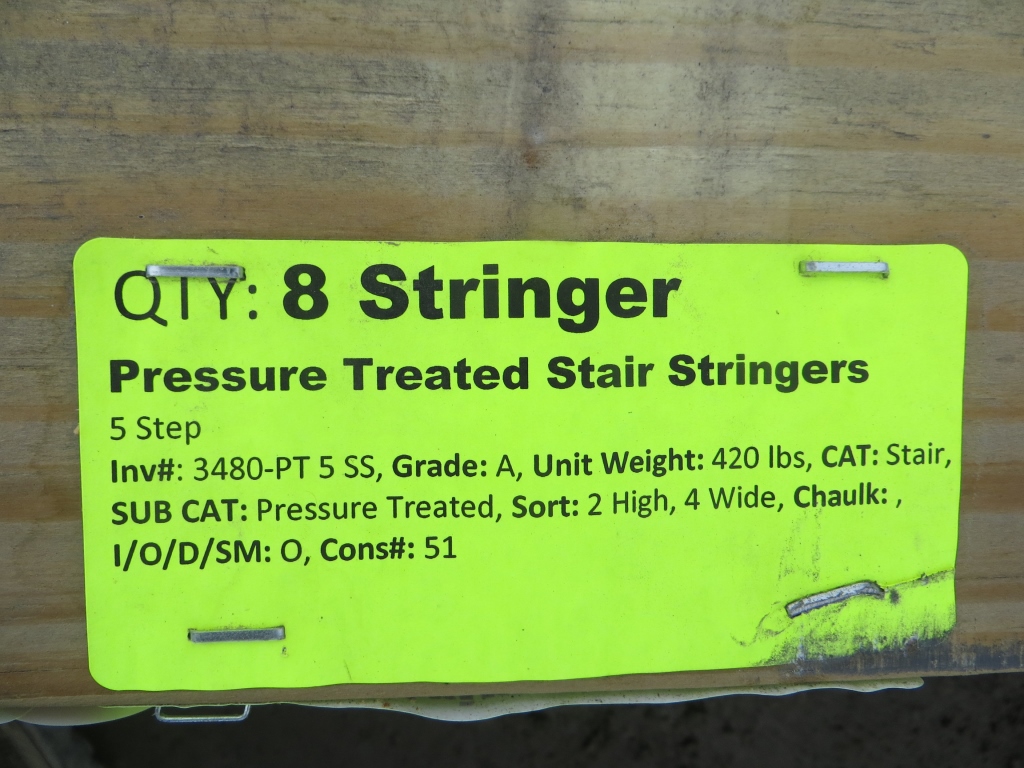 QTY: 8 Stringer
Pressure Treated Stair Stringers
5 Step
Inv#: 3480-PT 5 SS, Grade: A, Unit Weight: 420 lbs, CAT: Stair,
SUB CAT: Pressure Treated, Sort: 2 High, 4 Wide, Chaulk: ,
I/O/D/SM: O, Cons#: 51